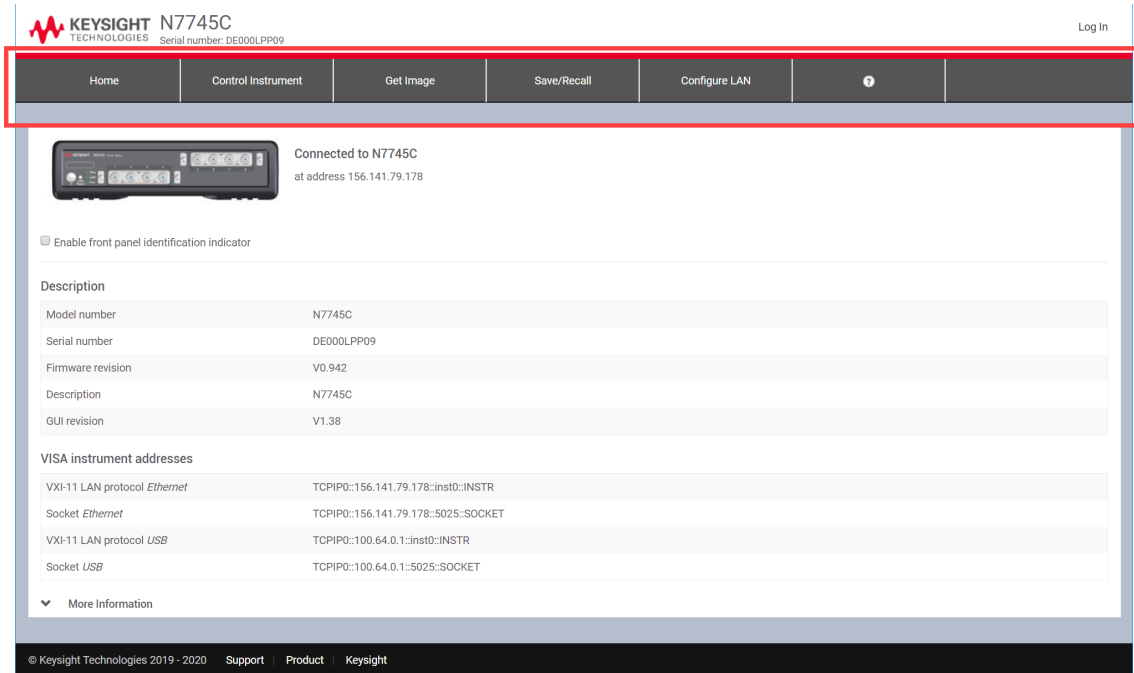 KEYSIGHT
TECHNOLOGIES
N7745C
Serial number: DE000LPP09
Log In
Home Control Instrument Get Image Save/Recall Configure LAN ?
Connected to N7745C
at address 156.141.79.178
Enable front panel identification indicator
Description
Model number N7745C
Serial number DE000LPP09
Firmware revision V0.942
Description N7745C
GUI revision V1.38
VISA instrument addresses
VXI-11 LAN protocol Ethernet TCPIP0::156.141.79.178::inst0::INSTR
Socket Ethernet TCPIP0::156.141.79.178::5025::SOCKET
VXI-11 LAN protocol USB TCPIP0::100.64.0.1::inst0::INSTR
Socket USB TCPIP0::100.64.0.1::5025::SOCKET
More Information
© Keysight Technologies 2019 - 2020 Support | Product | Keysight